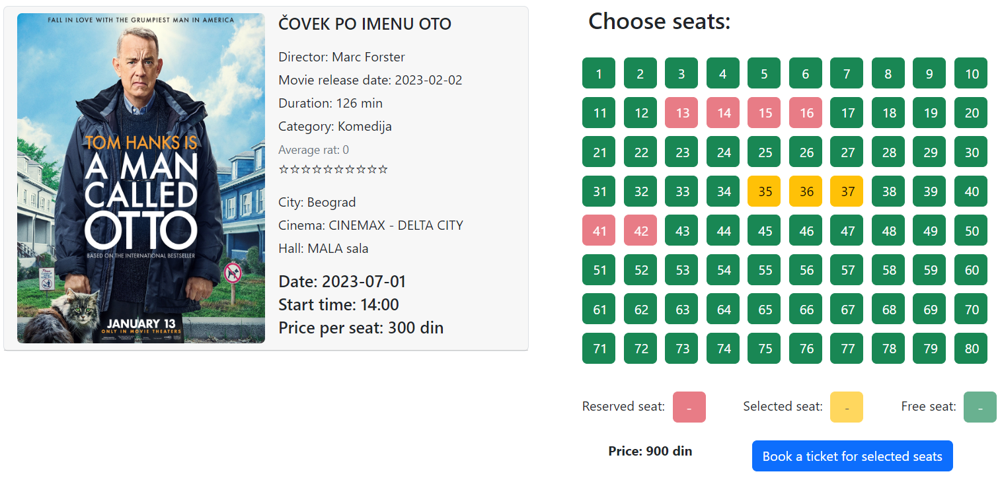 FALL IN LOVE WITH THE GRUMPIEST MAN IN AMERICA
TOM HANKS IS
A MAN
CALLED
OTTO
BASED ON THE INTERNATIONAL BESTSELLER
JANUARY 13
ONLY IN MOVIE THEATERS
ČOVEK PO IMENU OTO
Director: Marc Forster
Movie release date: 2023-02-02
Duration: 126 min
Category: Komedija
Average rat: 0
☆☆☆☆☆☆☆☆☆☆
City: Beograd
Cinema: CINEMAX - DELTA CITY
Hall: MALA sala
Date: 2023-07-01
Start time: 14:00
Price per seat: 300 din
Choose seats:
1 2 3 4 5 6 7 8 9 10
11 12 13 14 15 16 17 18 19 20
21 22 23 24 25 26 27 28 29 30
31 32 33 34 35 36 37 38 39 40
41 42 43 44 45 46 47 48 49 50
51 52 53 54 55 56 57 58 59 60
61 62 63 64 65 66 67 68 69 70
71 72 73 74 75 76 77 78 79 80
Reserved seat: - Selected seat: - Free seat: -
Price: 900 din Book a ticket for selected seats